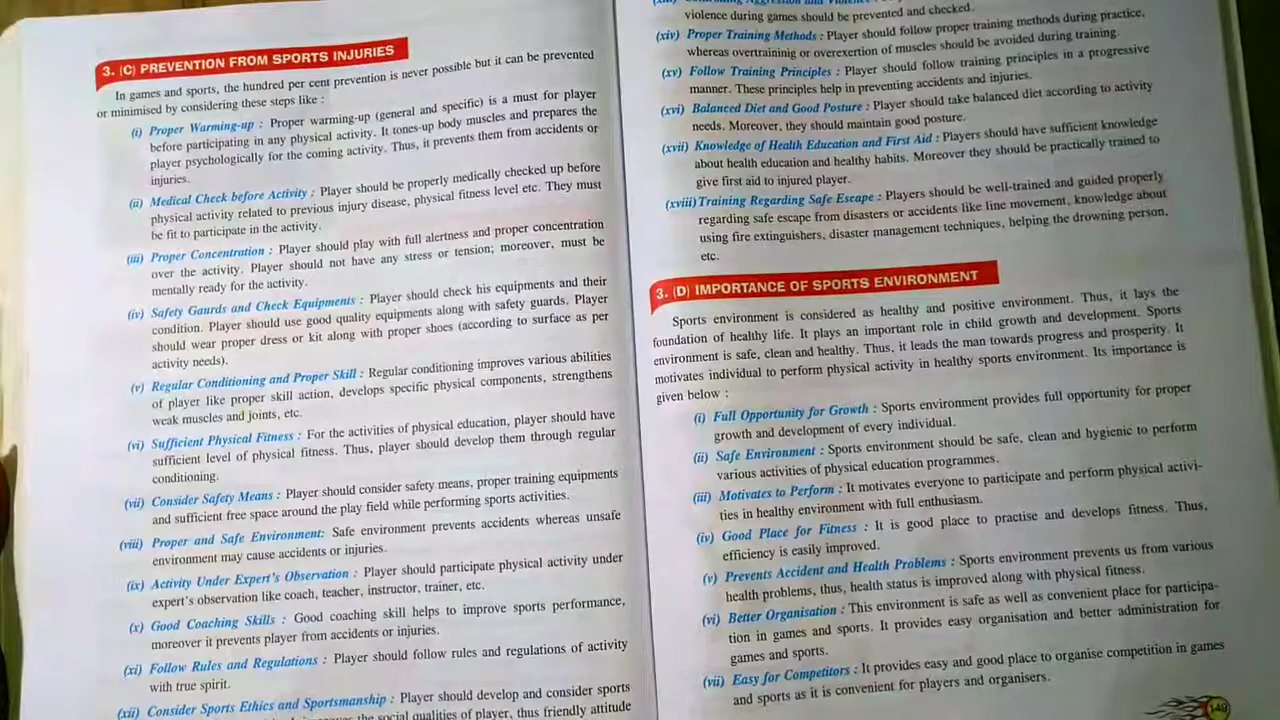 3. (C) PREVENTION FROM SPORTS INJURIES
In games and sports, the hundred per cent prevention is never possible but it can be prevented
or minimised by considering these steps like :
(i) Proper Warming-up : Proper warming-up (general and specific) is a must for player
before participating in any physical activity. It tones-up body muscles and prepares the
player psychologically for the coming activity. Thus, it prevents them from accidents or
injuries.
(ii) Medical Check before Activity : Player should be properly medically checked up before
physical activity related to previous injury disease, physical fitness level etc. They must
be fit to participate in the activity.
(iii) Proper Concentration : Player should play with full alertness and proper concentration
over the activity. Player should not have any stress or tension; moreover, must be
mentally ready for the activity.
(iv) Safety Gaurds and Check Equipments : Player should check his equipments and their
condition. Player should use good quality equipments along with safety guards. Player
should wear proper dress or kit along with proper shoes (according to surface as per
activity needs).
(v) Regular Conditioning and Proper Skill : Regular conditioning improves various abilities
of player like proper skill action, develops specific physical components, strengthens
weak muscles and joints, etc.
(vi) Sufficient Physical Fitness : For the activities of physical education, player should have
sufficient level of physical fitness. Thus, player should develop them through regular
conditioning.
(vii) Consider Safety Means : Player should consider safety means, proper training equipments
and sufficient free space around the play field while performing sports activities.
(viii) Proper and Safe Environment: Safe environment prevents accidents whereas unsafe
environment may cause accidents or injuries.
(ix) Activity Under Expert's Observation : Player should participate physical activity under
expert's observation like coach, teacher, instructor, trainer, etc.
(x) Good Coaching Skills : Good coaching skill helps to improve sports performance,
moreover it prevents player from accidents or injuries.
(xi) Follow Rules and Regulations : Player should follow rules and regulations of activity
with true spirit.
(xii) Consider Sports Ethics and Sportsmanship : Player should develop and consider sports
the social qualities of player, thus friendly attitude
violence during games should be prevented and checked.
(xiv) Proper Training Methods : Player should follow proper training methods during practice,
whereas overtraininig or overexertion of muscles should be avoided during training.
(xv) Follow Training Principles : Player should follow training principles in a progressive
manner. These principles help in preventing accidents and injuries.
(xvi) Balanced Diet and Good Posture : Player should take balanced diet according to activity
needs. Moreover, they should maintain good posture.
(xvii) Knowledge of Health Education and First Aid : Players should have sufficient knowledge
about health education and healthy habits. Moreover they should be practically trained to
give first aid to injured player.
(xviii) Training Regarding Safe Escape : Players should be well-trained and guided properly
regarding safe escape from disasters or accidents like line movement, knowledge about
using fire extinguishers, disaster management techniques, helping the drowning person,
etc.
3. (D) IMPORTANCE OF SPORTS ENVIRONMENT
Sports environment is considered as healthy and positive environment. Thus, it lays the
foundation of healthy life. It plays an important role in child growth and development. Sports
environment is safe, clean and healthy. Thus, it leads the man towards progress and prosperity. It
motivates individual to perform physical activity in healthy sports environment. Its importance is
given below :
(i) Full Opportunity for Growth : Sports environment provides full opportunity for proper
growth and development of every individual.
(ii) Safe Environment : Sports environment should be safe, clean and hygienic to perform
various activities of physical education programmes.
(iii) Motivates to Perform : It motivates everyone to participate and perform physical activi-
ties in healthy environment with full enthusiasm.
(iv) Good Place for Fitness : It is good place to practise and develops fitness. Thus,
efficiency is easily improved.
(v) Prevents Accident and Health Problems : Sports environment prevents us from various
health problems, thus, health status is improved along with physical fitness.
(vi) Better Organisation : This environment is safe as well as convenient place for participa-
tion in games and sports. It provides easy organisation and better administration for
games and sports.
(vii) Easy for Competitors : It provides easy and good place to organise competition in games
and sports as it is convenient for players and organisers.
149